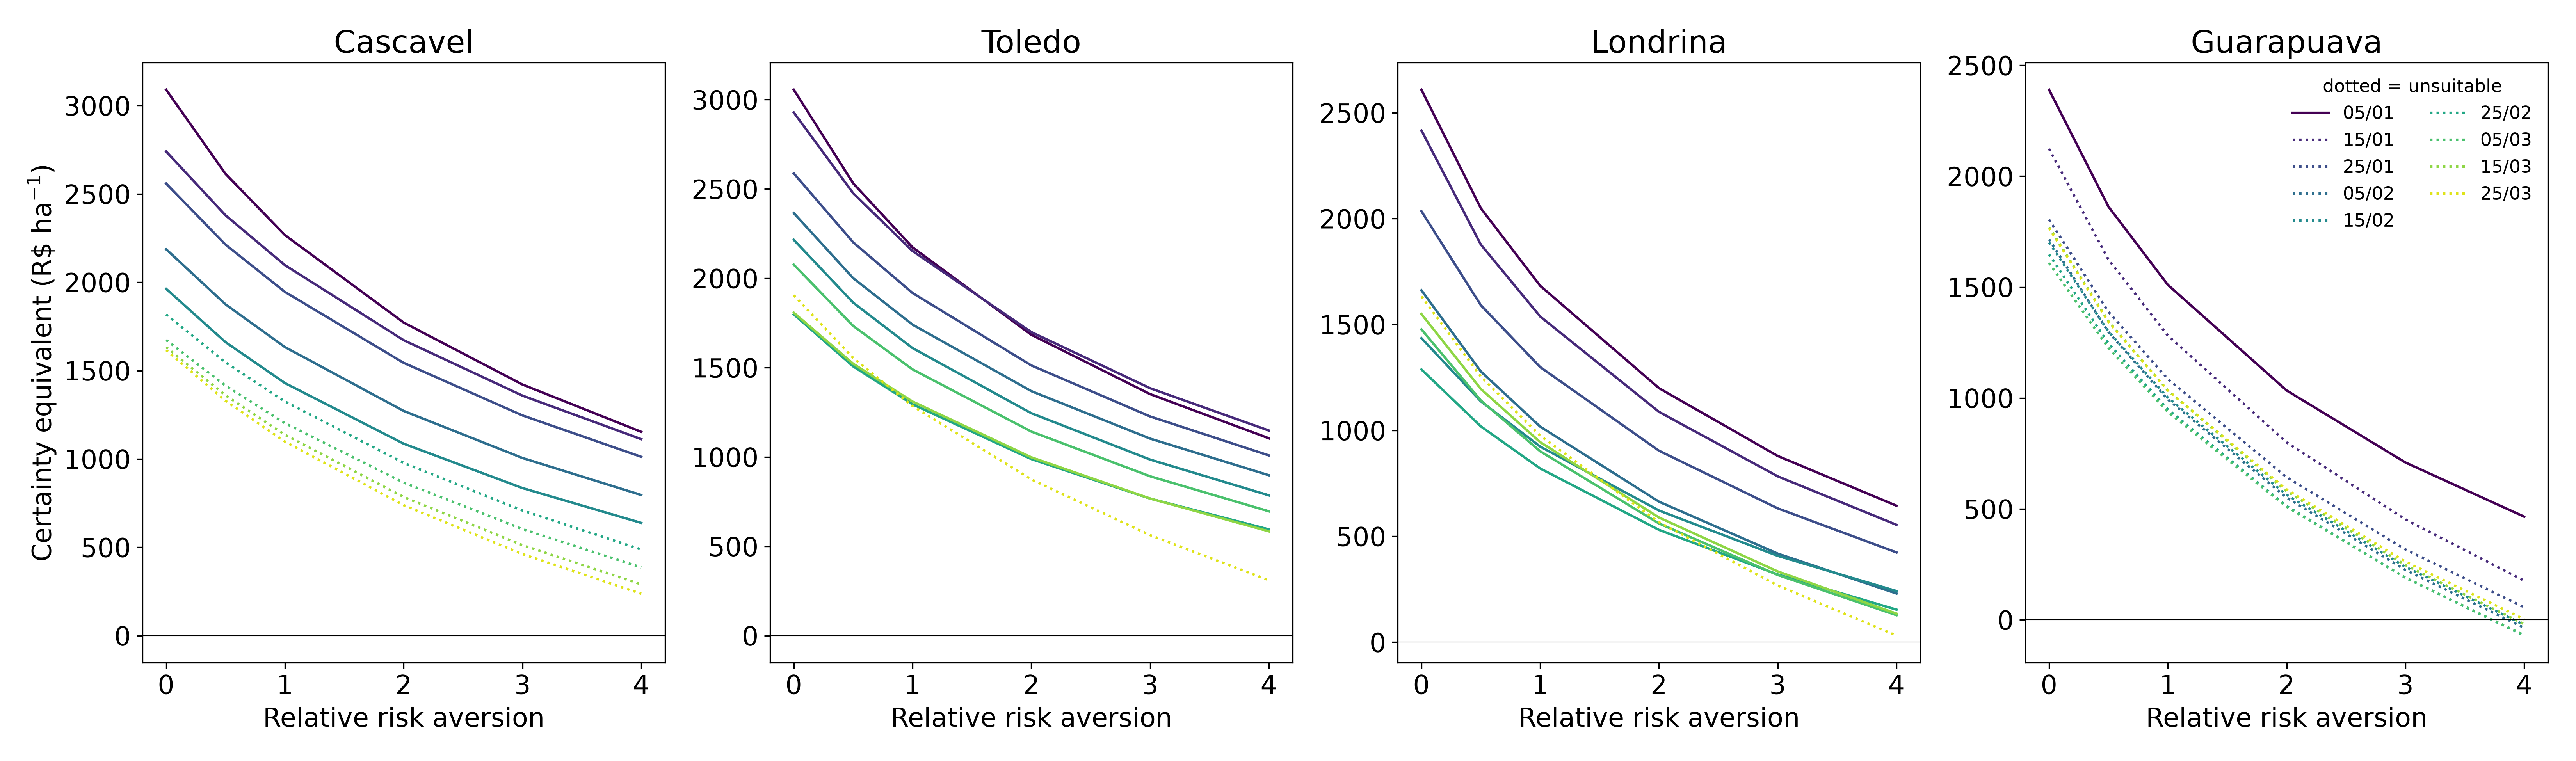 Cascavel
Toledo
Londrina
Guarapuava
Certainty equivalent (R$ ha⁻¹)
3000
2500
2000
1500
1000
500
0
0 1 2 3 4
Relative risk aversion
3000
2500
2000
1500
1000
500
0
0 1 2 3 4
Relative risk aversion
2500
2000
1500
1000
500
0
0 1 2 3 4
Relative risk aversion
2500
2000
1500
1000
500
0
0 1 2 3 4
Relative risk aversion
dotted = unsuitable
05/01 25/02
15/01 05/03
25/01 15/03
05/02 25/03
15/02